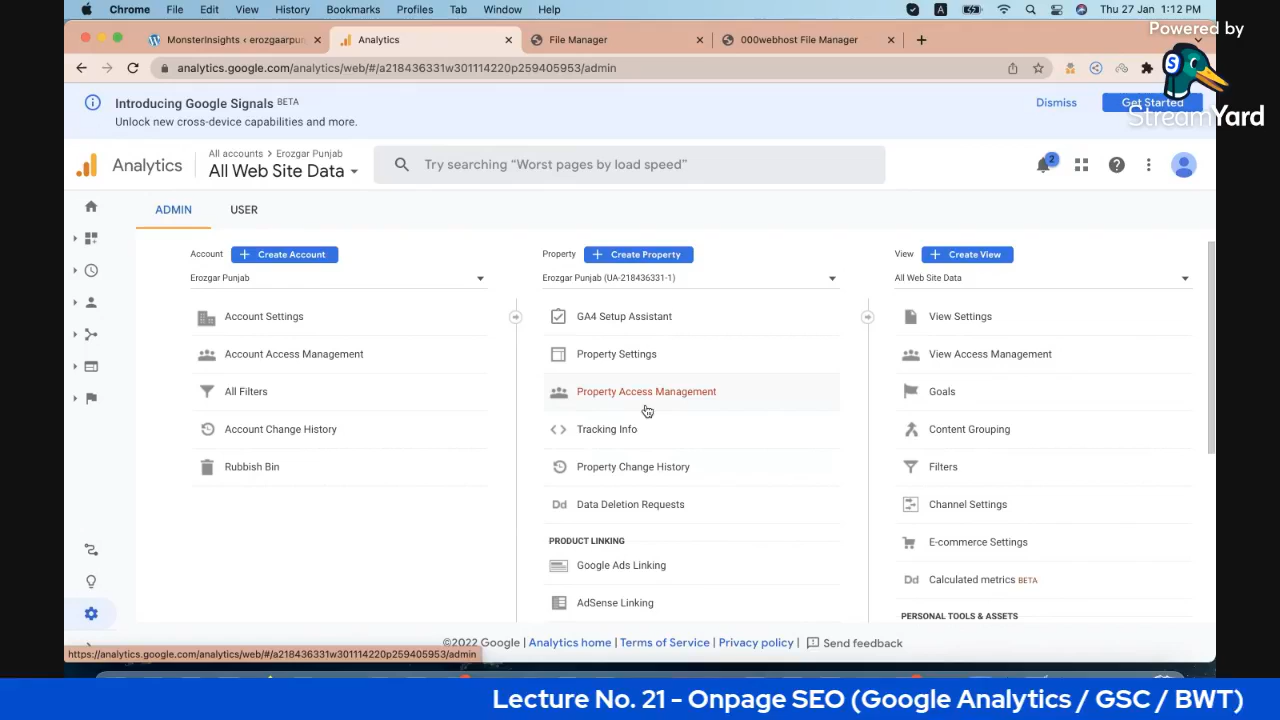 Chrome File Edit View History Bookmarks Profiles Tab Window Help A Thu 27 Jan 1:12 PM
Powered by
MonsterInsights ‹ erozgaarpun Analytics File Manager 000webhost File Manager
analytics.google.com/analytics/web/#/a218436331w301114220p259405953/admin
S
StreamYard
Introducing Google Signals BETA
Unlock new cross-device capabilities and more.
Dismiss Get Started
Analytics
All accounts > Erozgar Punjab
All Web Site Data
Try searching “Worst pages by load speed”
2
ADMIN USER
Account + Create Account
Erozgar Punjab
Account Settings
Account Access Management
All Filters
Account Change History
Rubbish Bin
Property + Create Property
Erozgar Punjab (UA-218436331-1)
GA4 Setup Assistant
Property Settings
Property Access Management
Tracking Info
Property Change History
Dd Data Deletion Requests
PRODUCT LINKING
Google Ads Linking
AdSense Linking
View + Create View
All Web Site Data
View Settings
View Access Management
Goals
Content Grouping
Filters
Channel Settings
E-commerce Settings
Dd Calculated metrics BETA
PERSONAL TOOLS & ASSETS
©2022 Google | Analytics home | Terms of Service | Privacy policy | Send feedback
https://analytics.google.com/analytics/web/#/a218436331w301114220p259405953/admin
Lecture No. 21 - Onpage SEO (Google Analytics / GSC / BWT)